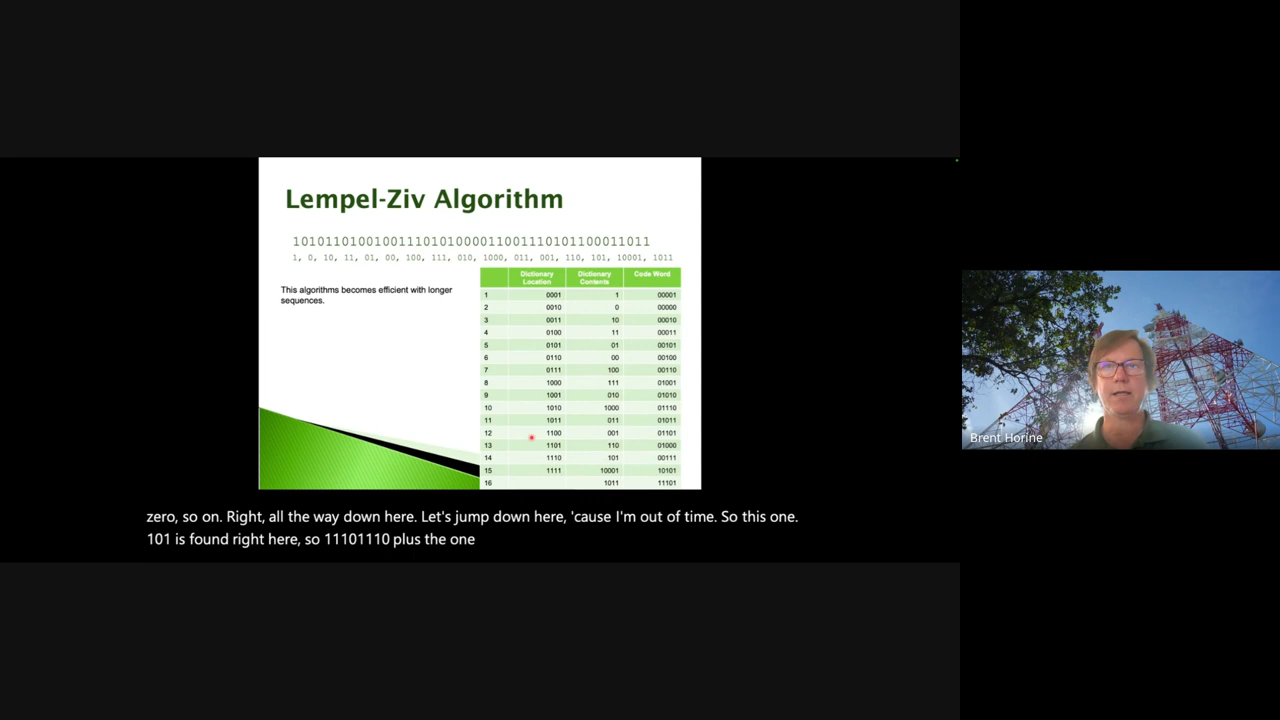 Lempel-Ziv Algorithm
10101101001001110101000011001110101100011011
1, 0, 10, 11, 01, 00, 100, 111, 010, 1000, 011, 001, 110, 101, 10001, 1011
This algorithms becomes efficient with longer
sequences.
Dictionary Location Dictionary Contents Code Word
1 0001 1 00001
2 0010 0 00000
3 0011 10 00010
4 0100 11 00011
5 0101 01 00101
6 0110 00 00100
7 0111 100 00110
8 1000 111 01001
9 1001 010 01010
10 1010 1000 01110
11 1011 011 01011
12 1100 001 01101
13 1101 110 01000
14 1110 101 00111
15 1111 10001 10101
16 1011 11101
Brent Horine
zero, so on. Right, all the way down here. Let's jump down here, 'cause I'm out of time. So this one.
101 is found right here, so 11101110 plus the one